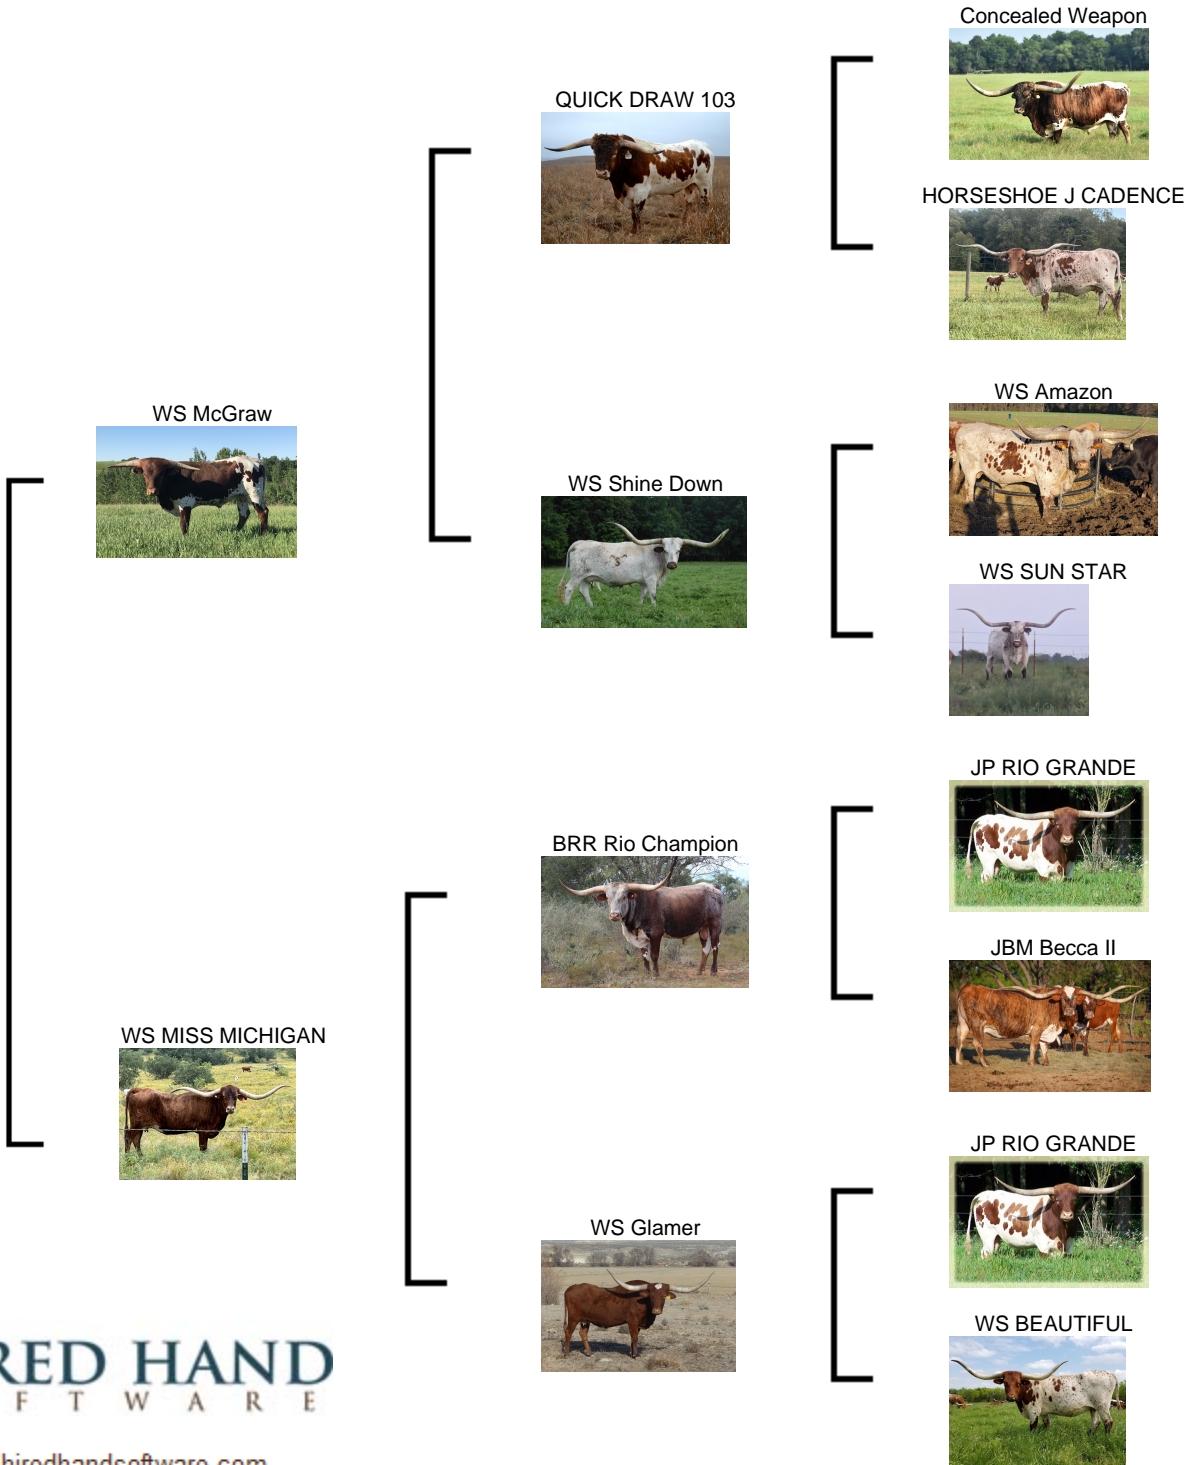 Concealed Weapon
QUICK DRAW 103
HORSESHOE J CADENCE
WS McGraw
WS Amazon
WS Shine Down
WS SUN STAR
JP RIO GRANDE
BRR Rio Champion
JBM Becca II
WS MISS MICHIGAN
JP RIO GRANDE
WS Glamer
WS BEAUTIFUL
RED HAND
F T W A R E
hiredhandsoftware.com